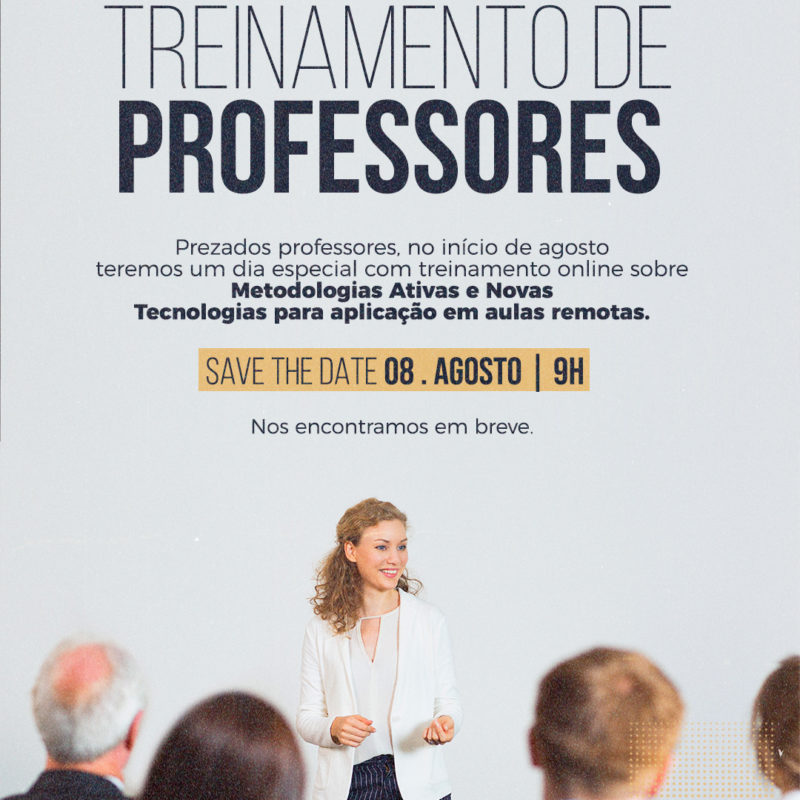 TREINAMENTO DE
PROFESSORES
Prezados professores, no início de agosto
teremos um dia especial com treinamento online sobre
Metodologias Ativas e Novas
Tecnologias para aplicação em aulas remotas.
SAVE THE DATE 08 . AGOSTO | 9H
Nos encontramos em breve.